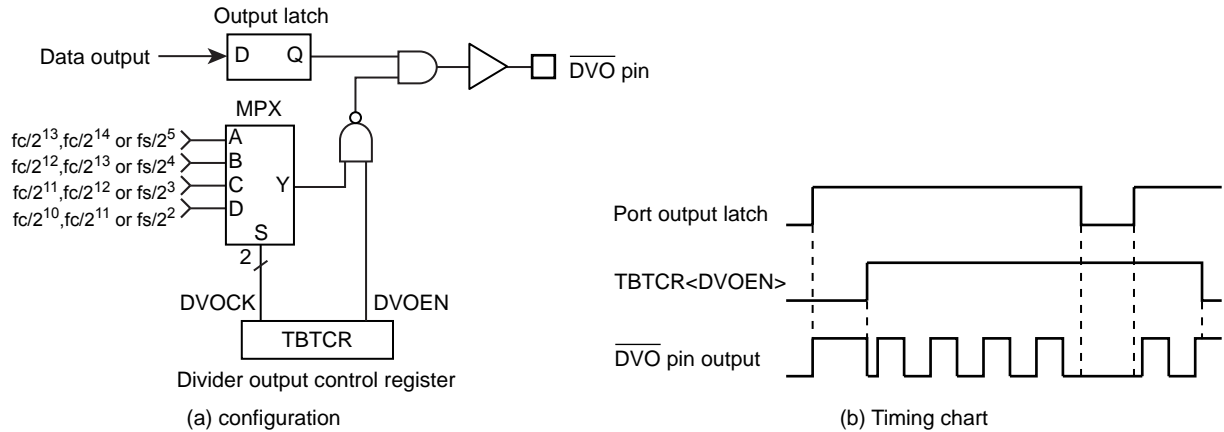 Output latch
Data output
D Q
DVO pin
MPX
fc/2^13,fc/2^14 or fs/2^5
A
fc/2^12,fc/2^13 or fs/2^4
B
fc/2^11,fc/2^12 or fs/2^3
C
Y
fc/2^10,fc/2^11 or fs/2^2
D
S
2
DVOCK
DVOEN
TBTCR
Divider output control register
(a) configuration
Port output latch
TBTCR<DVOEN>
DVO pin output
(b) Timing chart